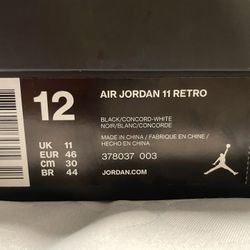 12
AIR JORDAN 11 RETRO
BLACK/CONCORD-WHITE
NOIR/BLANC/CONCORDE
MADE IN CHINA / FABRIQUE EN CHINE /
HECHO EN CHINA
UK 11
EUR 46
CM 30
BR 44
378037 003
JORDAN.COM